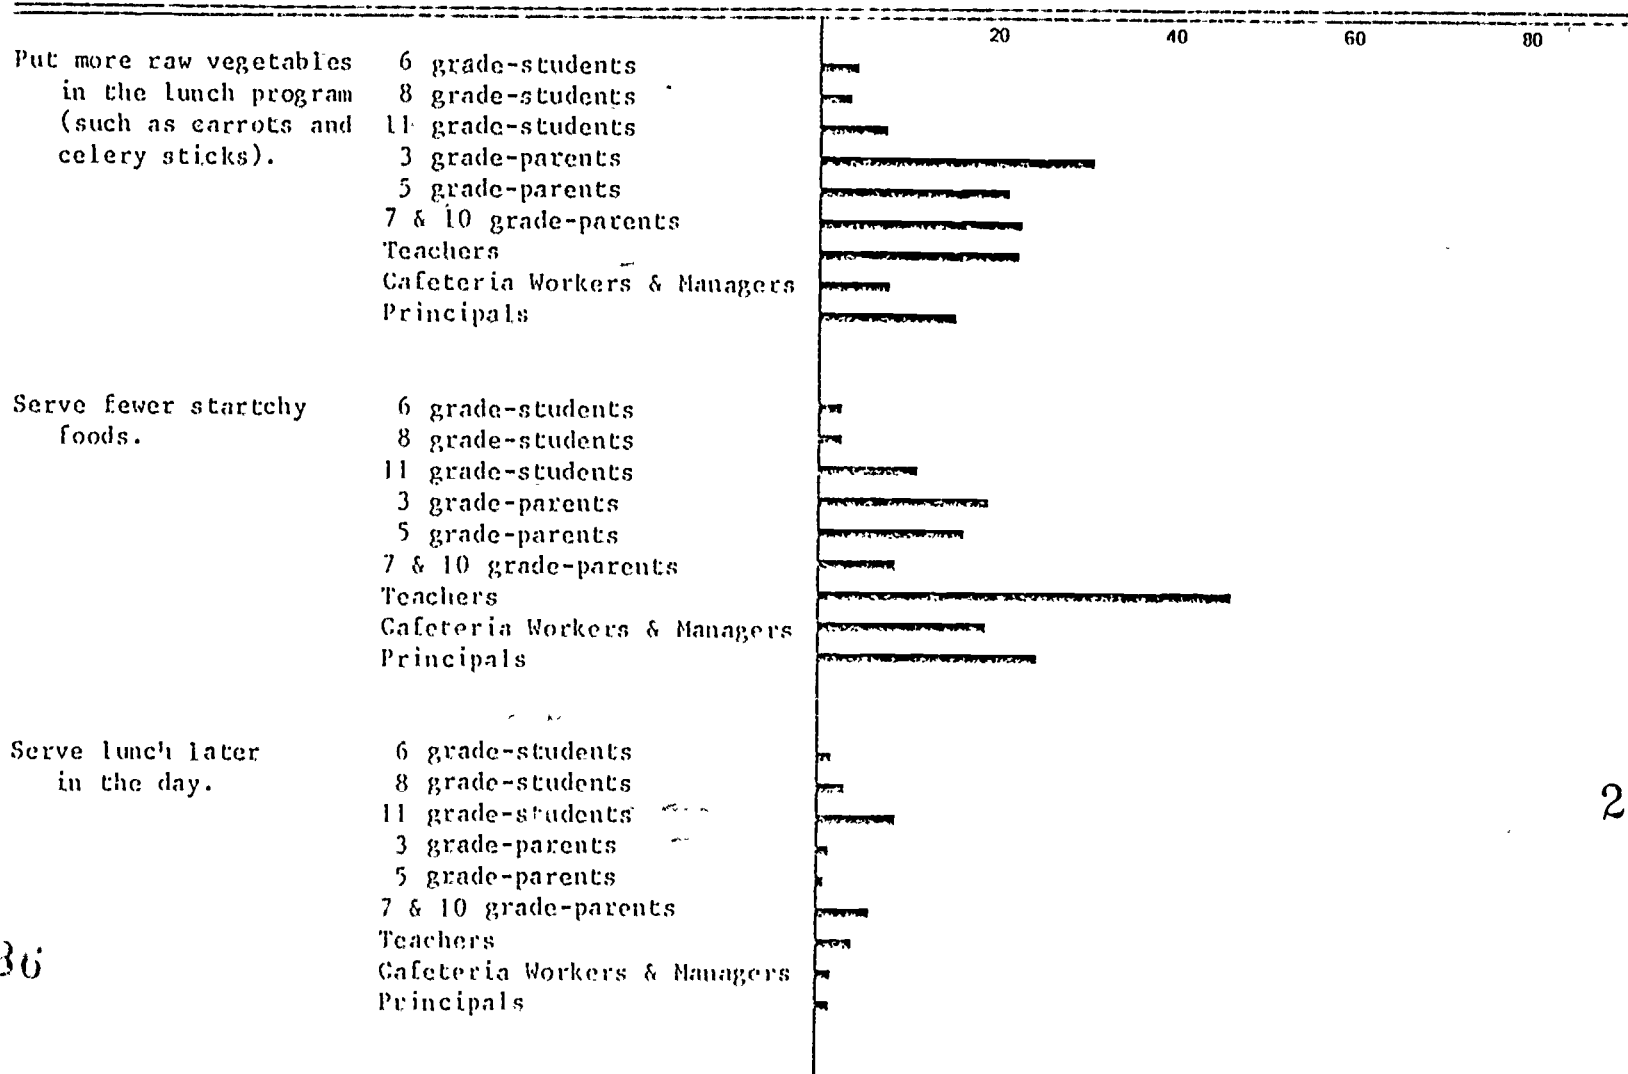 20 40 60 80
Put more raw vegetables 6 grade-students
in the lunch program 8 grade-students
(such as carrots and 11 grade-students
celery sticks). 3 grade-parents
5 grade-parents
7 & 10 grade-parents
Teachers
Cafeteria Workers & Managers
Principals
Serve fewer startchy 6 grade-students
foods. 8 grade-students
11 grade-students
3 grade-parents
5 grade-parents
7 & 10 grade-parents
Teachers
Cafeteria Workers & Managers
Principals
Serve lunch later 6 grade-students
in the day. 8 grade-students
2
11 grade-students
3 grade-parents
5 grade-parents
7 & 10 grade-parents
Teachers
36
Cafeteria Workers & Managers
Principals